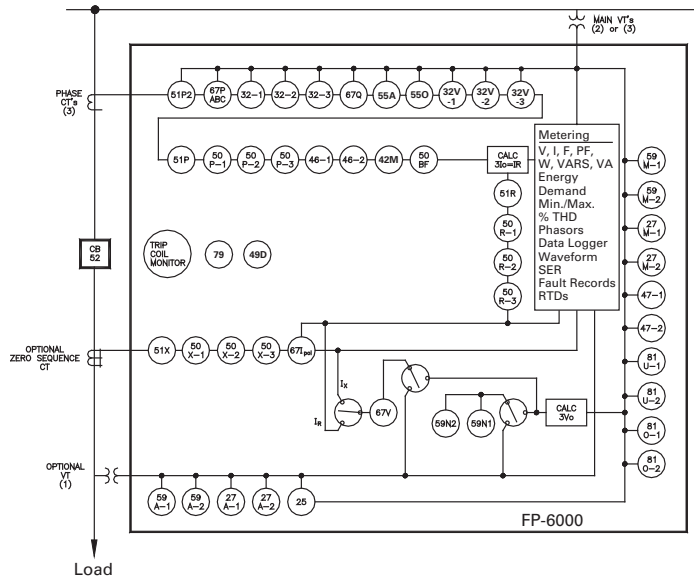 MAIN VT's
(2) or (3)
PHASE
CT's
(3)
51P2
67P
ABC
32-1
32-2
32-3
67Q
55A
55O
32V
-1
32V
-2
32V
-3
51P
50
P-1
50
P-2
50
P-3
46-1
46-2
42M
50
BF
CALC
3Io=IR
Metering
V, I, F, PF,
W, VARS, VA
Energy
Demand
Min./Max.
% THD
Phasors
Data Logger
Waveform
SER
Fault Records
RTDs
51R
50
R-1
50
R-2
50
R-3
59
M-1
59
M-2
27
M-1
27
M-2
47-1
47-2
81
U-1
81
U-2
81
O-1
81
O-2
CB
52
TRIP
COIL
MONITOR
79
49D
OPTIONAL
ZERO SEQUENCE
CT
51X
50
X-1
50
X-2
50
X-3
67Ipol
IX
IR
67V
59N2
59N1
CALC
3Vo
OPTIONAL
VT
(1)
59
A-1
59
A-2
27
A-1
27
A-2
25
FP-6000
Load